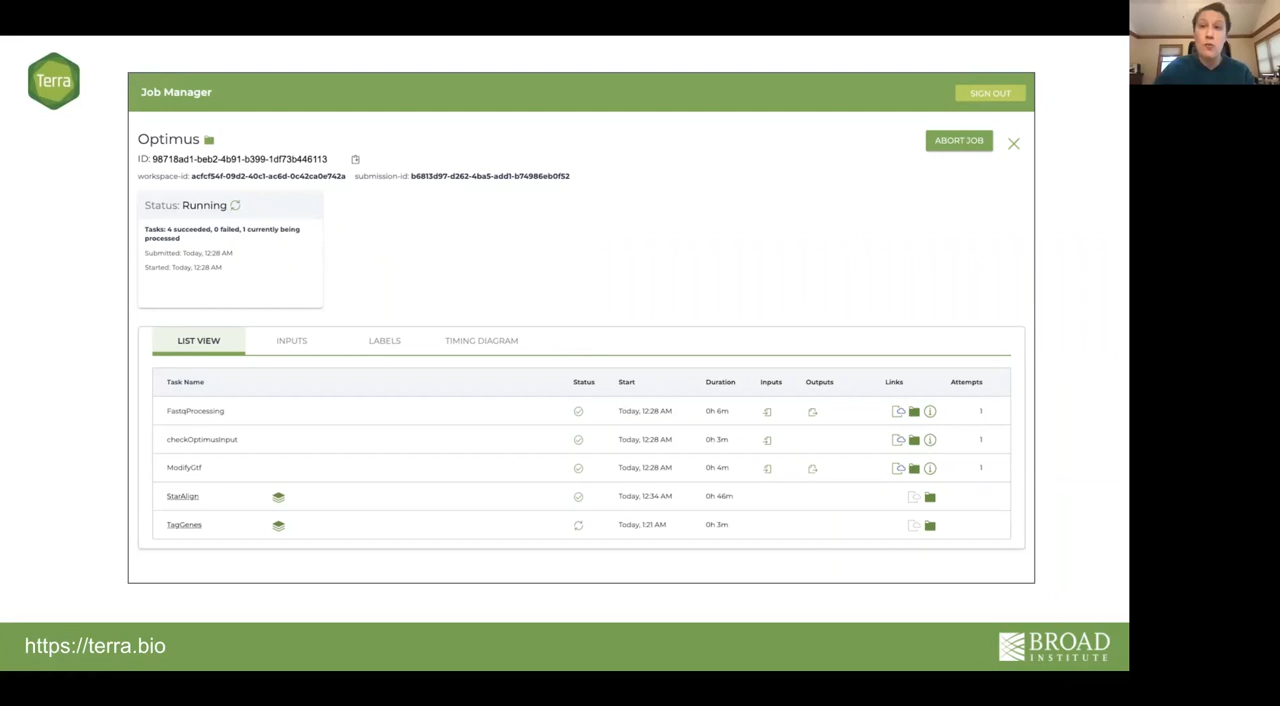 Terra
Job Manager
SIGN OUT
Optimus
ABORT JOB
ID: 98718ad1-beb2-4b91-b399-1df73b446113
workspace-id: acfcf54f-09d2-40c1-ac6d-0c42ca0e742a submission-id: b6813d97-d262-4ba5-add1-b74986eb0f52
Status: Running
Tasks: 4 succeeded, 0 failed, 1 currently being
processed
Submitted: Today, 12:28 AM
Started: Today, 12:28 AM
LIST VIEW INPUTS LABELS TIMING DIAGRAM
Task Name Status Start Duration Inputs Outputs Links Attempts
FastqProcessing Today, 12:28 AM 0h 6m 1
checkOptimusInput Today, 12:28 AM 0h 3m 1
ModifyGtf Today, 12:28 AM 0h 4m 1
StarAlign Today, 12:34 AM 0h 46m
TagGenes Today, 1:21 AM 0h 3m
https://terra.bio
BROAD
INSTITUTE